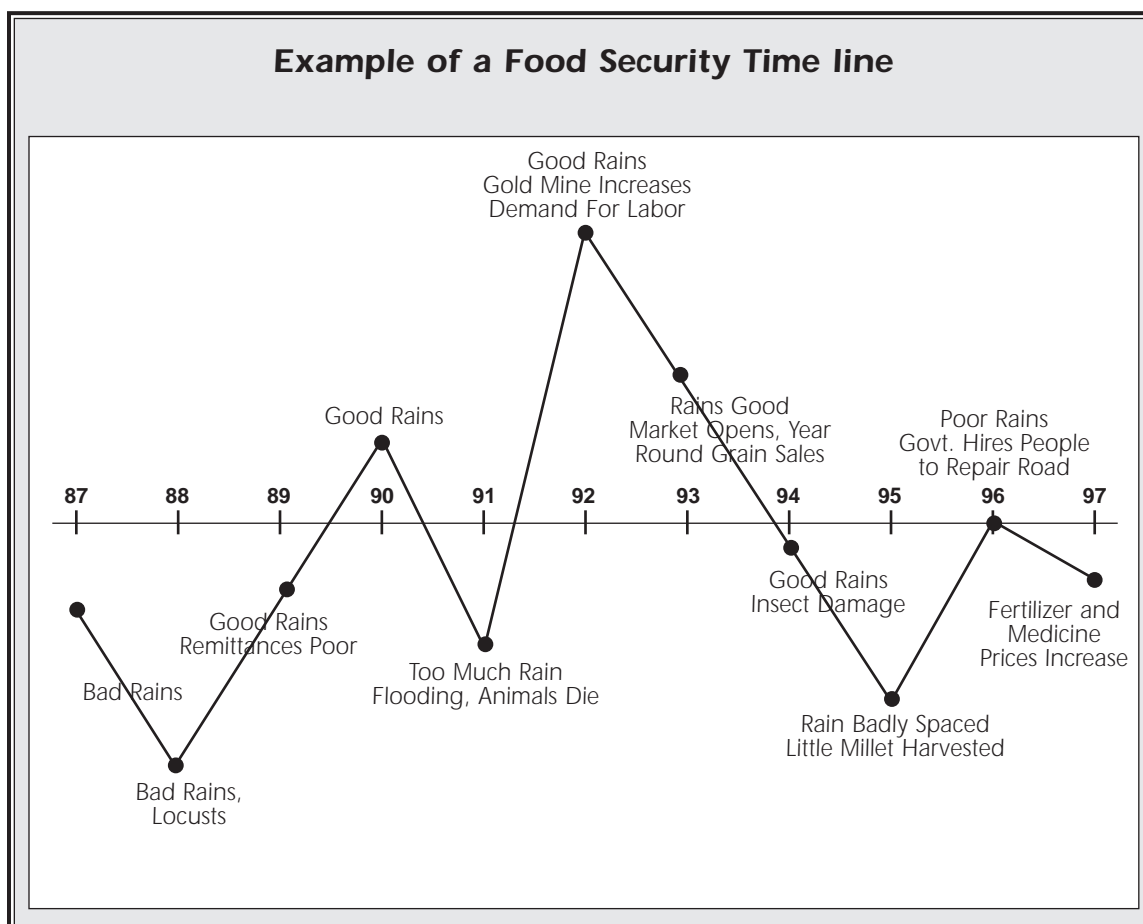 Example of a Food Security Time line
Good Rains
Gold Mine Increases
Demand For Labor
Good Rains
Rains Good
Market Opens, Year
Round Grain Sales
Poor Rains
Govt. Hires People
to Repair Road
87 88 89 90 91 92 93 94 95 96 97
Good Rains
Remittances Poor
Bad Rains
Bad Rains,
Locusts
Too Much Rain
Flooding, Animals Die
Good Rains
Insect Damage
Rain Badly Spaced
Little Millet Harvested
Fertilizer and
Medicine
Prices Increase